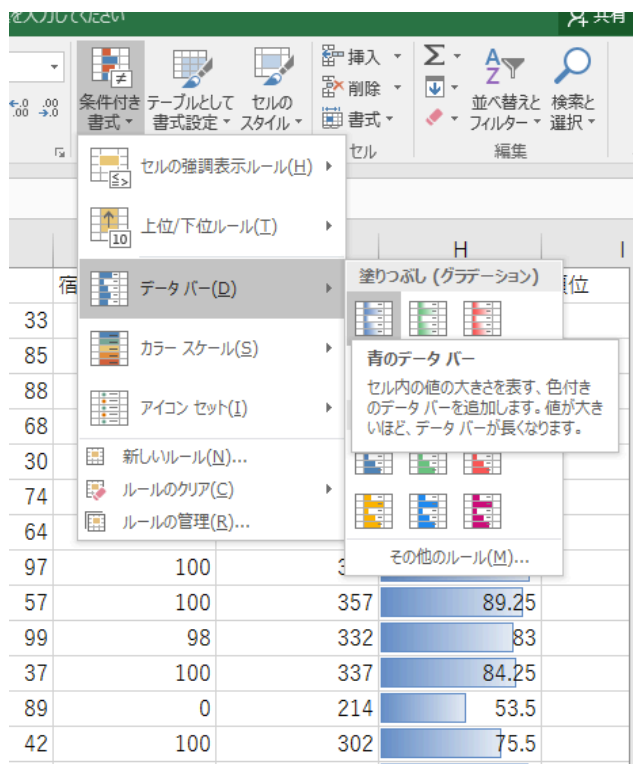 を入力してください
共有
条件付き 書式
テーブルとして 書式設定
セルの スタイル
挿入
削除
書式
セル
Σ
並べ替えと フィルター
検索と 選択
編集
セルの強調表示ルール(H)
上位/下位ルール(T)
データ バー(D)
カラー スケール(S)
アイコン セット(I)
新しいルール(N)...
ルールのクリア(C)
ルールの管理(R)...
塗りつぶし (グラデーション)
青のデータ バー
セル内の値の大きさを表す、色付き
のデータ バーを追加します。値が大き
いほど、データ バーが長くなります。
その他のルール(M)...
H I
宿 順位
33
85
88
68
30
74
64
97 100 3
57 100 357 89.25
99 98 332 83
37 100 337 84.25
89 0 214 53.5
42 100 302 75.5